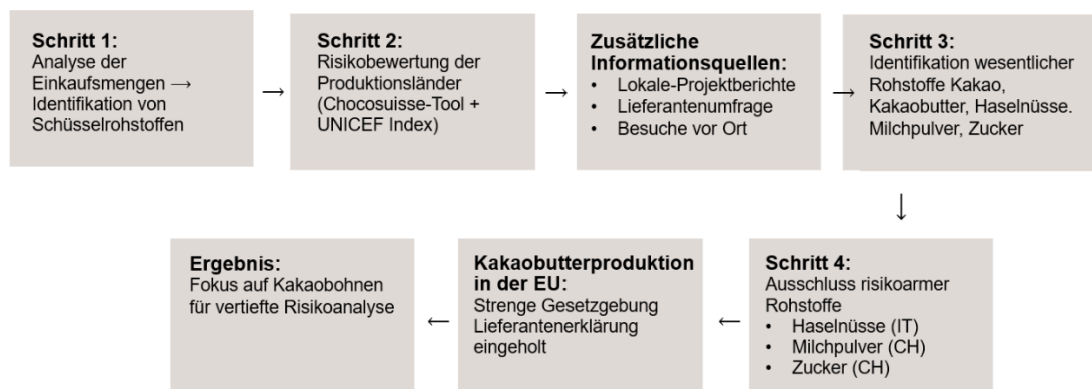 Schritt 1:
Analyse der
Einkaufsmengen →
Identifikation von
Schüsselrohstoffen
Schritt 2:
Risikobewertung der
Produktionsländer
(Chocosuisse-Tool +
UNICEF Index)
Zusätzliche
Informationsquellen:
• Lokale-Projektberichte
• Lieferantenumfrage
• Besuche vor Ort
Schritt 3:
Identifikation wesentlicher
Rohstoffe Kakao,
Kakaobutter, Haselnüsse.
Milchpulver, Zucker
Schritt 4:
Ausschluss risikoarmer
Rohstoffe
• Haselnüsse (IT)
• Milchpulver (CH)
• Zucker (CH)
Kakaobutterproduktion
in der EU:
Strenge Gesetzgebung
Lieferantenerklärung
eingeholt
Ergebnis:
Fokus auf Kakaobohnen
für vertiefte Risikoanalyse